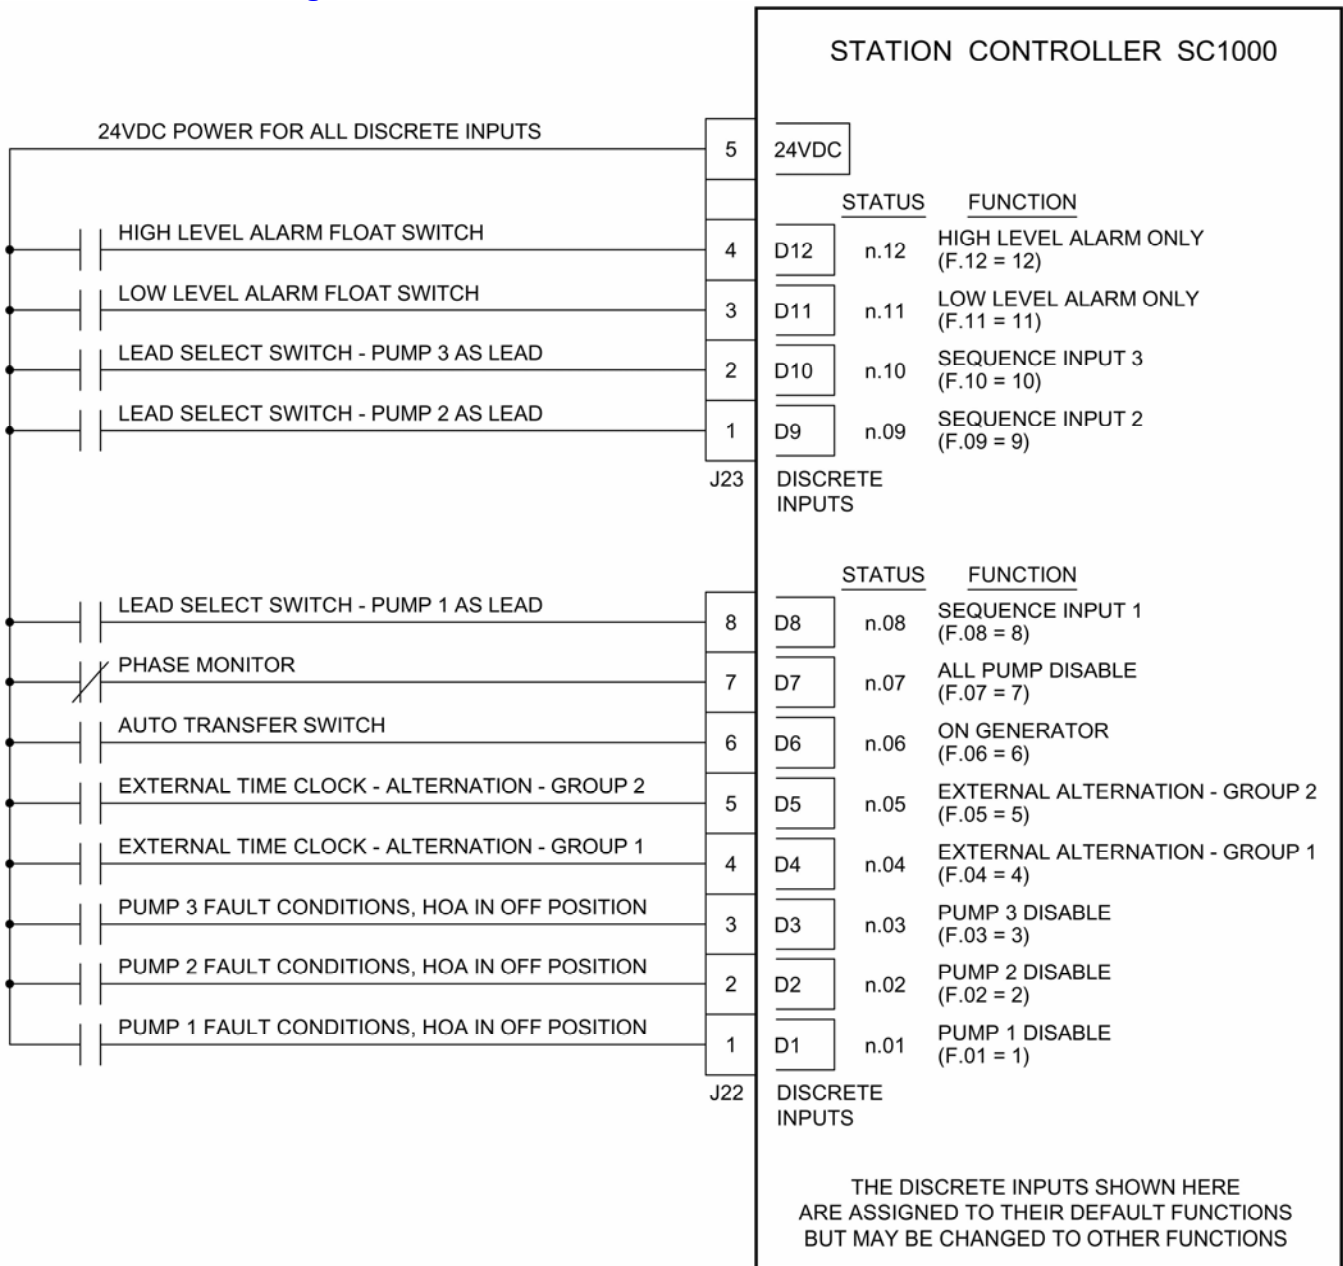 STATION CONTROLLER SC1000
24VDC POWER FOR ALL DISCRETE INPUTS
5
24VDC
STATUS FUNCTION
HIGH LEVEL ALARM FLOAT SWITCH
4
D12
n.12
HIGH LEVEL ALARM ONLY
(F.12 = 12)
LOW LEVEL ALARM FLOAT SWITCH
3
D11
n.11
LOW LEVEL ALARM ONLY
(F.11 = 11)
LEAD SELECT SWITCH - PUMP 3 AS LEAD
2
D10
n.10
SEQUENCE INPUT 3
(F.10 = 10)
LEAD SELECT SWITCH - PUMP 2 AS LEAD
1
D9
n.09
SEQUENCE INPUT 2
(F.09 = 9)
J23
DISCRETE
INPUTS
STATUS FUNCTION
LEAD SELECT SWITCH - PUMP 1 AS LEAD
8
D8
n.08
SEQUENCE INPUT 1
(F.08 = 8)
PHASE MONITOR
7
D7
n.07
ALL PUMP DISABLE
(F.07 = 7)
AUTO TRANSFER SWITCH
6
D6
n.06
ON GENERATOR
(F.06 = 6)
EXTERNAL TIME CLOCK - ALTERNATION - GROUP 2
5
D5
n.05
EXTERNAL ALTERNATION - GROUP 2
(F.05 = 5)
EXTERNAL TIME CLOCK - ALTERNATION - GROUP 1
4
D4
n.04
EXTERNAL ALTERNATION - GROUP 1
(F.04 = 4)
PUMP 3 FAULT CONDITIONS, HOA IN OFF POSITION
3
D3
n.03
PUMP 3 DISABLE
(F.03 = 3)
PUMP 2 FAULT CONDITIONS, HOA IN OFF POSITION
2
D2
n.02
PUMP 2 DISABLE
(F.02 = 2)
PUMP 1 FAULT CONDITIONS, HOA IN OFF POSITION
1
D1
n.01
PUMP 1 DISABLE
(F.01 = 1)
J22
DISCRETE
INPUTS
THE DISCRETE INPUTS SHOWN HERE
ARE ASSIGNED TO THEIR DEFAULT FUNCTIONS
BUT MAY BE CHANGED TO OTHER FUNCTIONS